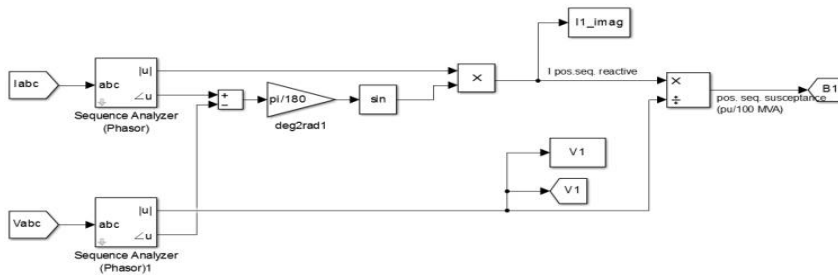 I1_imag
|u|
Iabc
abc
∠u
Sequence Analyzer
(Phasor)
+
−
pi/180
deg2rad1
sin
×
I pos.seq. reactive
×
÷
pos. seq. susceptance
(pu/100 MVA)
B1
V1
V1
Vabc
abc
|u|
∠u
Sequence Analyzer
(Phasor)1